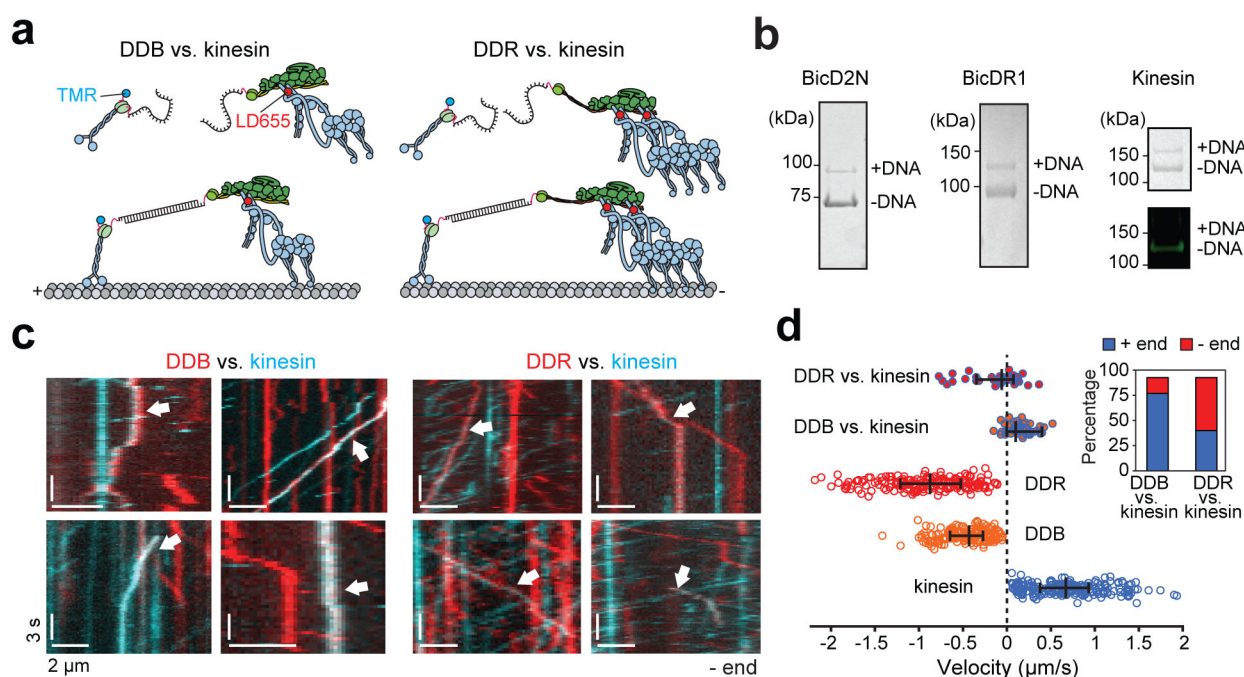 a
DDB vs. kinesin
DDR vs. kinesin
TMR
LD655
+
-
b
BicD2N
BicDR1
Kinesin
(kDa)
100
75
+DNA
-DNA
(kDa)
150
100
+DNA
-DNA
(kDa)
150
100
+DNA
-DNA
150
100
+DNA
-DNA
c
DDB vs. kinesin
DDR vs. kinesin
3 s
2 µm
- end
d
+ end
- end
DDR vs. kinesin
DDB vs. kinesin
DDR
DDB
kinesin
-2
-1.5
-1
-0.5
0
0.5
1
1.5
2
Velocity (µm/s)
Percentage
100
75
50
25
0
DDB
vs.
kinesin
DDR
vs.
kinesin